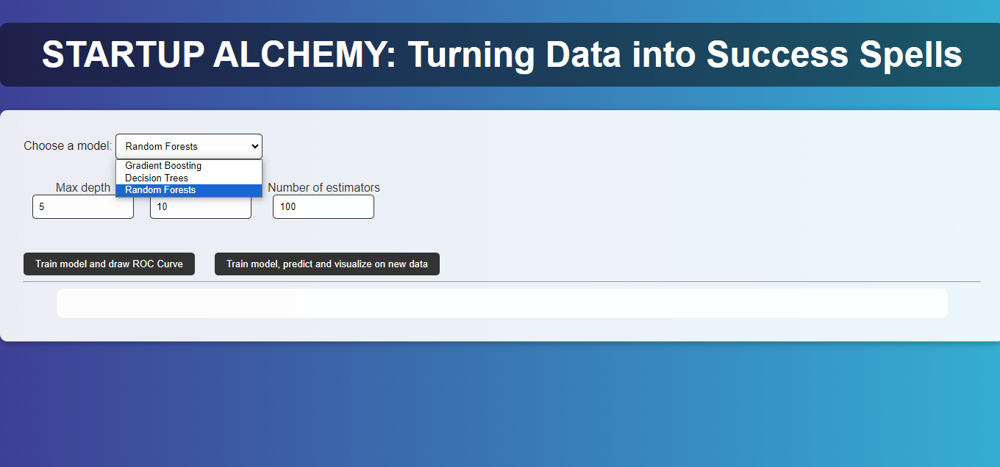 STARTUP ALCHEMY: Turning Data into Success Spells
Choose a model: Random Forests
Gradient Boosting
Decision Trees
Random Forests
Max depth Number of estimators
5 10 100
Train model and draw ROC Curve Train model, predict and visualize on new data